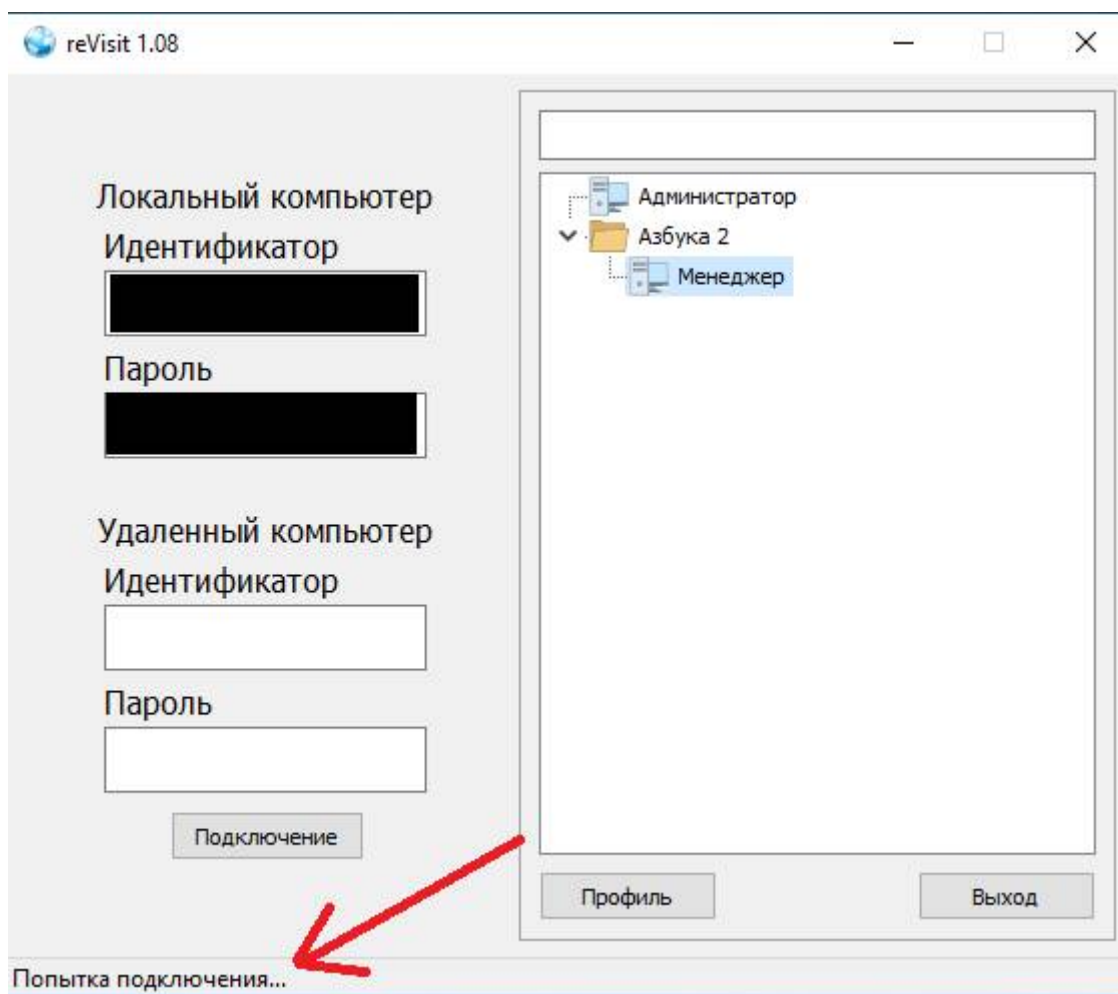 reVisit 1.08
Локальный компьютер
Идентификатор
Пароль
Удаленный компьютер
Идентификатор
Пароль
Подключение
Администратор
Азбука 2
Менеджер
Профиль
Выход
Попытка подключения...